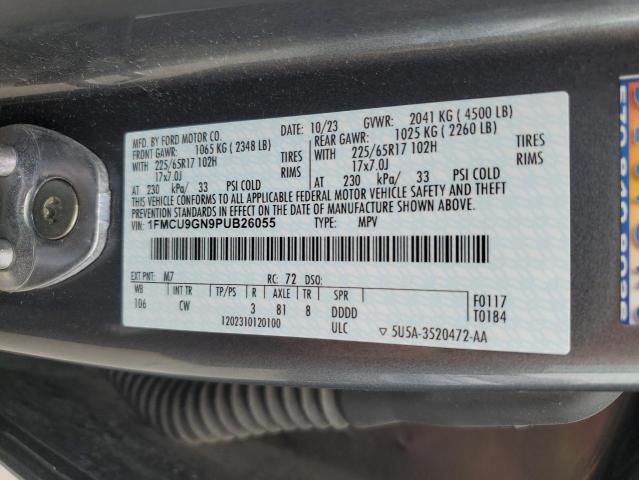 MFD. BY FORD MOTOR CO.
DATE: 10/23 GVWR: 2041 KG ( 4500 LB)
FRONT GAWR: 1065 KG ( 2348 LB)
REAR GAWR: 1025 KG ( 2260 LB)
WITH 225/65R17 102H TIRES
17x7.0J RIMS
AT 230 kPa/ 33 PSI COLD
WITH 225/65R17 102H TIRES
17x7.0J RIMS
AT 230 kPa/ 33 PSI COLD
THIS VEHICLE CONFORMS TO ALL APPLICABLE FEDERAL MOTOR VEHICLE SAFETY AND THEFT
PREVENTION STANDARDS IN EFFECT ON THE DATE OF MANUFACTURE SHOWN ABOVE.
VIN: 1FMCU9GN9PUB26055 TYPE: MPV
EXT PNT: M7 RC: 72 DSO:
WB INT TR TP/PS R AXLE TR SPR
106 CW 3 81 8 DDDD
F0117
T0184
1202310120100 ULC ▽ 5U5A-3520472-AA